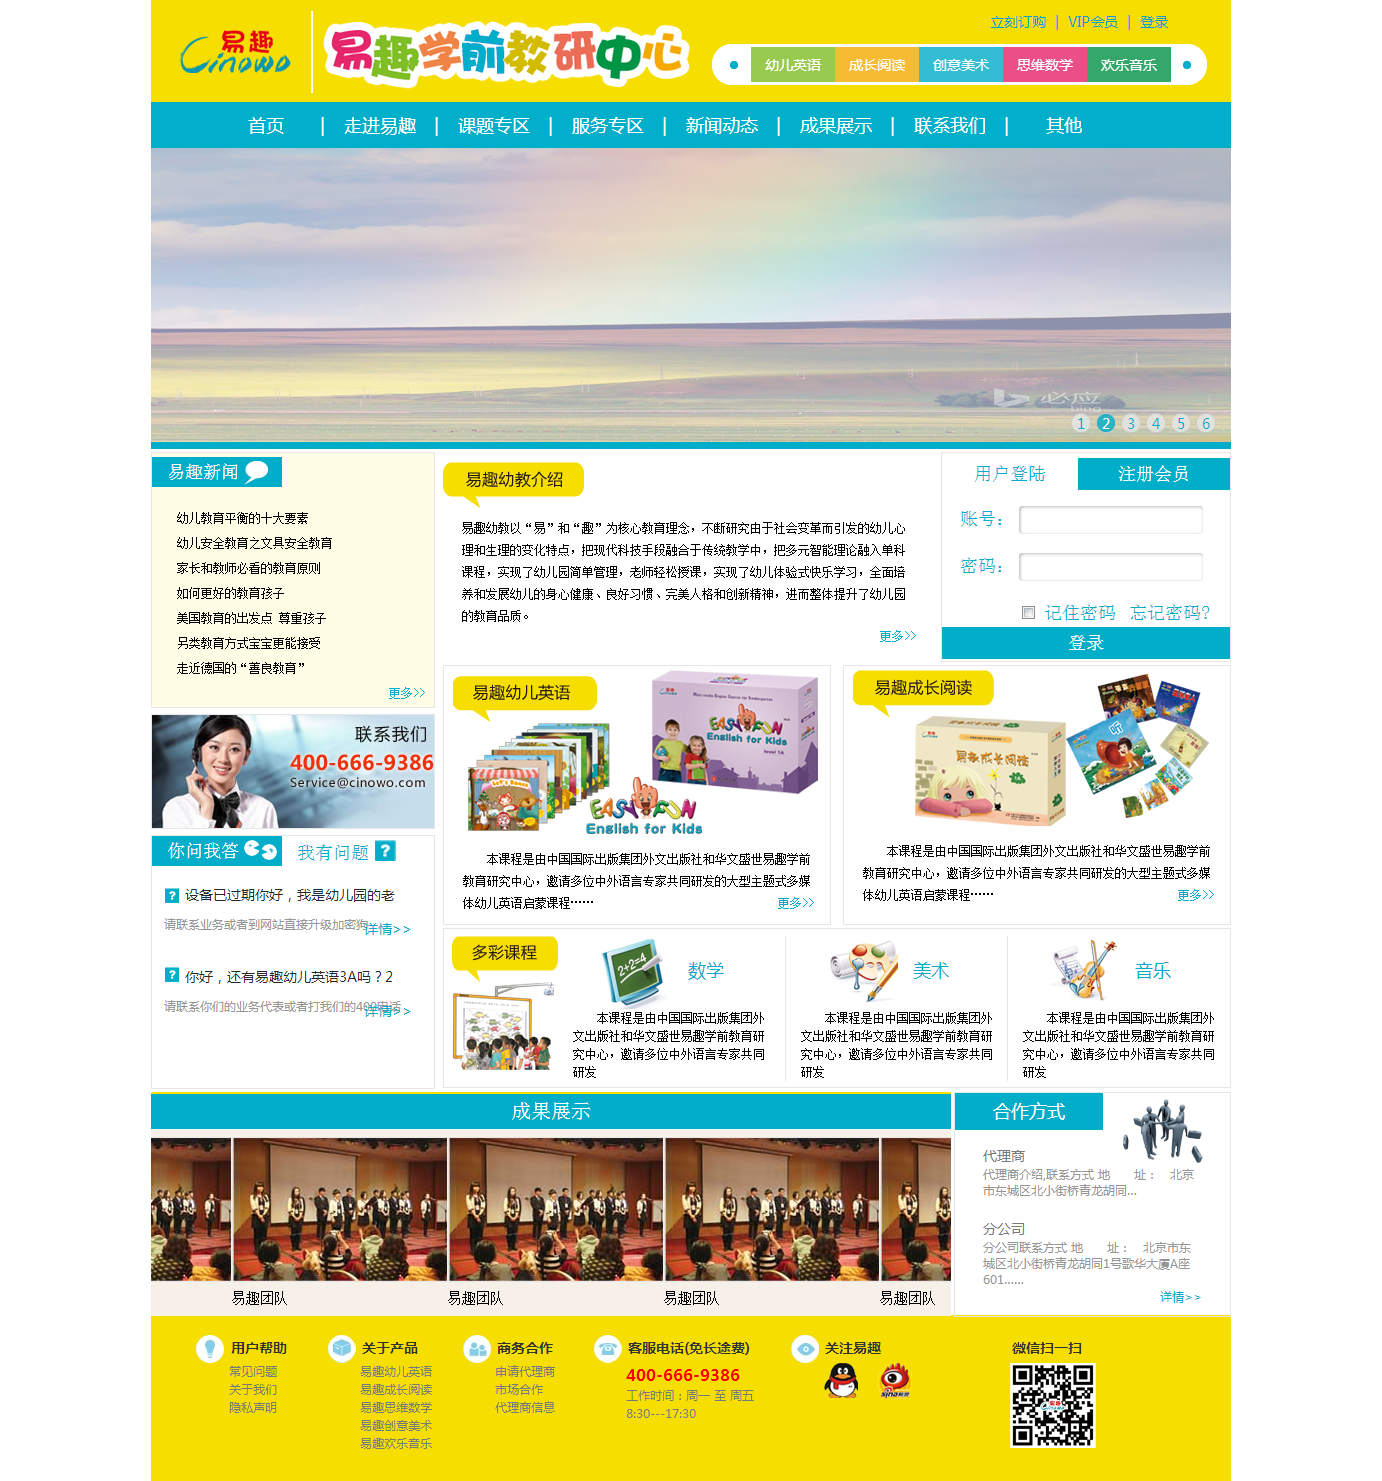 立刻订购 | VIP会员 | 登录
易趣
Cinowo
易趣学前教研中心
幼儿英语 成长阅读 创意美术 思维数学 欢乐音乐
首页 | 走进易趣 | 课题专区 | 服务专区 | 新闻动态 | 成果展示 | 联系我们 | 其他
必应
bing
1 2 3 4 5 6
易趣新闻
幼儿教育平衡的十大要素
幼儿安全教育之文具安全教育
家长和教师必看的教育原则
如何更好的教育孩子
美国教育的出发点 尊重孩子
另类教育方式宝宝更能接受
走近德国的“善良教育”
更多>>
易趣幼教介绍
易趣幼教以“易”和“趣”为核心教育理念，不断研究由于社会变革而引发的幼儿心
理和生理的变化特点，把现代科技手段融合于传统教学中，把多元智能理论融入单科
课程，实现了幼儿园简单管理，老师轻松授课，实现了幼儿体验式快乐学习，全面培
养和发展幼儿的身心健康、良好习惯、完美人格和创新精神，进而整体提升了幼儿园
的教育品质。
更多>>
用户登陆 注册会员
账号：
密码：
记住密码 忘记密码?
登录
联系我们
400-666-9386
Service@cinowo.com
你问我答 我有问题 ?
? 设备已过期你好，我是幼儿园的老
请联系业务或者到网站直接升级加密狗
详情>>
? 你好，还有易趣幼儿英语3A吗？2
请联系你们的业务代表或者打我们的400电话
详情>>
易趣幼儿英语
EASY FUN
English for Kids
level 1A
Let's Dance
EASY FUN
English for Kids
本课程是由中国国际出版集团外文出版社和华文盛世易趣学前
教育研究中心，邀请多位中外语言专家共同研发的大型主题式多媒
体幼儿英语启蒙课程……
更多>>
易趣成长阅读
易趣成长阅读
听
本课程是由中国国际出版集团外文出版社和华文盛世易趣学前
教育研究中心，邀请多位中外语言专家共同研发的大型主题式多媒
体幼儿英语启蒙课程……
更多>>
多彩课程
2+2=4
数学
本课程是由中国国际出版集团外
文出版社和华文盛世易趣学前教育研
究中心，邀请多位中外语言专家共同
研发
美术
本课程是由中国国际出版集团外
文出版社和华文盛世易趣学前教育研
究中心，邀请多位中外语言专家共同
研发
音乐
本课程是由中国国际出版集团外
文出版社和华文盛世易趣学前教育研
究中心，邀请多位中外语言专家共同
研发
成果展示
易趣团队 易趣团队 易趣团队 易趣团队
合作方式
代理商
代理商介绍,联系方式 地 址： 北京
市东城区北小街桥青龙胡同...
分公司
分公司联系方式 地 址： 北京市东
城区北小街桥青龙胡同1号歌华大厦A座
601......
详情>>
用户帮助
常见问题
关于我们
隐私声明
关于产品
易趣幼儿英语
易趣成长阅读
易趣思维数学
易趣创意美术
易趣欢乐音乐
商务合作
申请代理商
市场合作
代理商信息
客服电话(免长途费)
400-666-9386
工作时间：周一 至 周五
8:30---17:30
关注易趣
sina
微信扫一扫